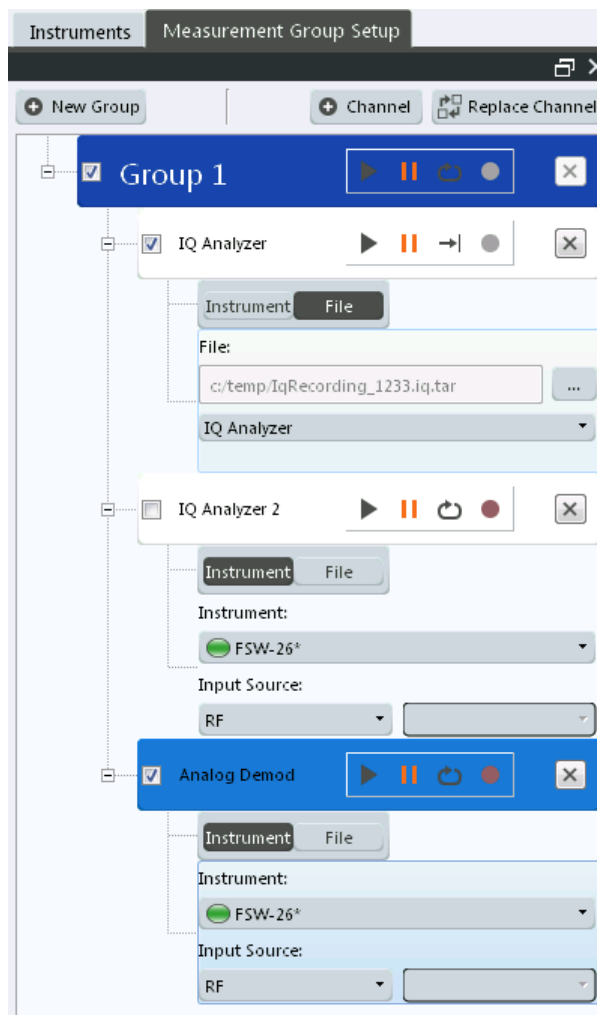 Instruments Measurement Group Setup
New Group Channel Replace Channel
Group 1
IQ Analyzer
Instrument File
File:
c:/temp/IqRecording_1233.iq.tar ...
IQ Analyzer
IQ Analyzer 2
Instrument File
Instrument:
FSW-26*
Input Source:
RF
Analog Demod
Instrument File
Instrument:
FSW-26*
Input Source:
RF